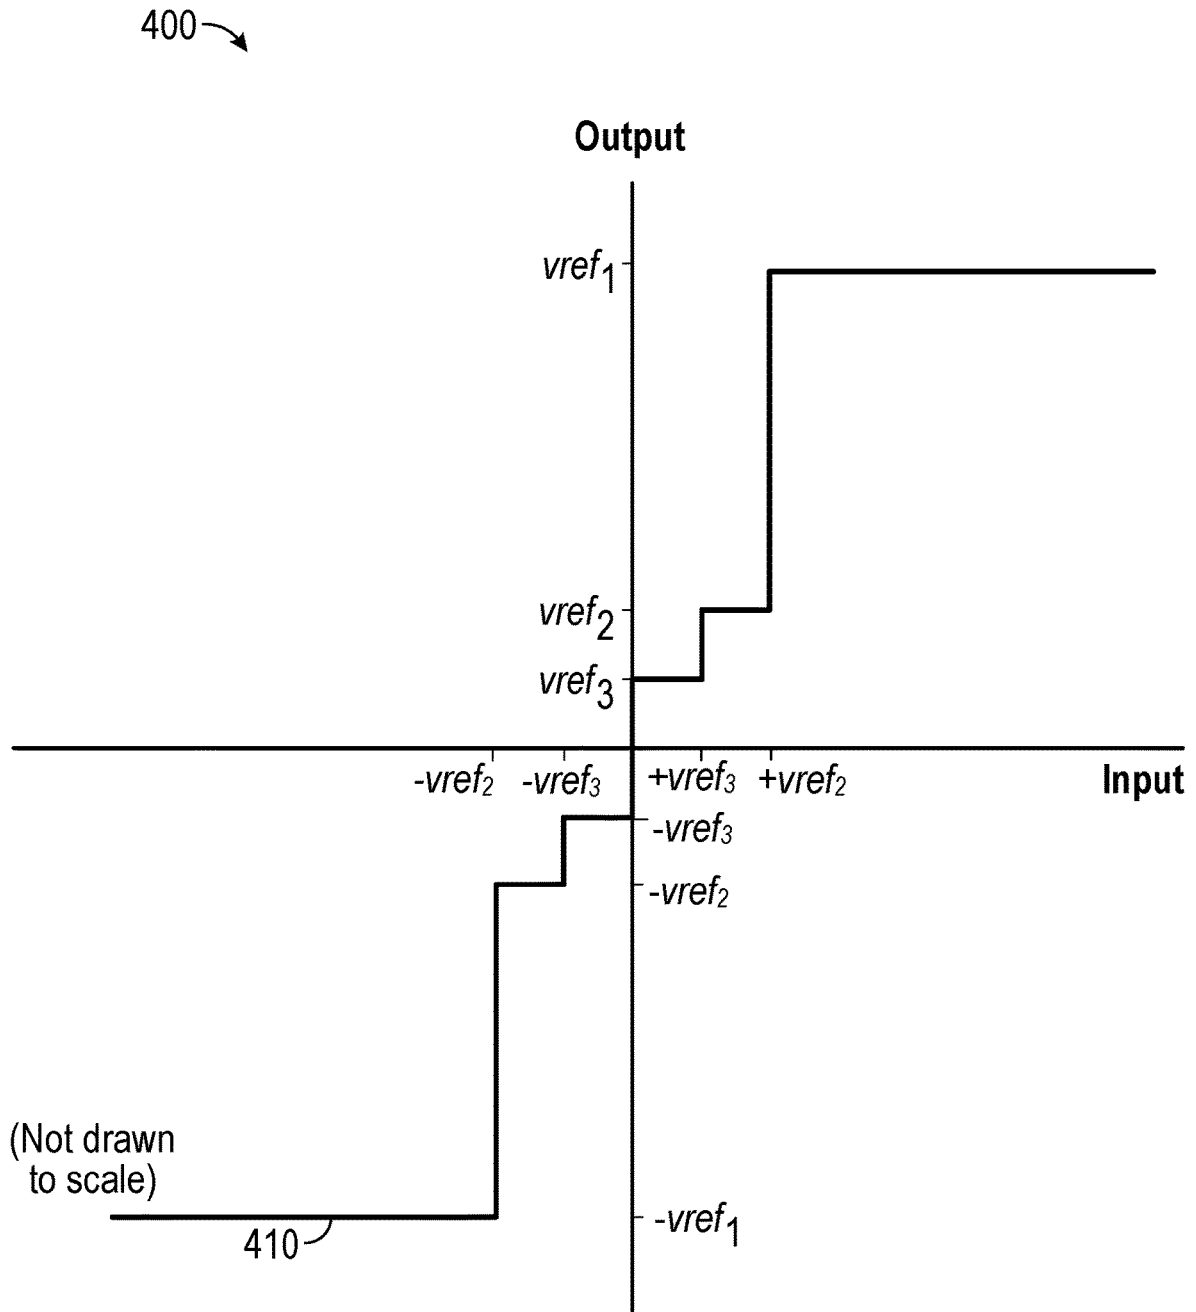 400
Output
vref1
vref2
vref3
-vref2 -vref3 +vref3 +vref2 Input
-vref3
-vref2
(Not drawn
to scale)
-vref1
410